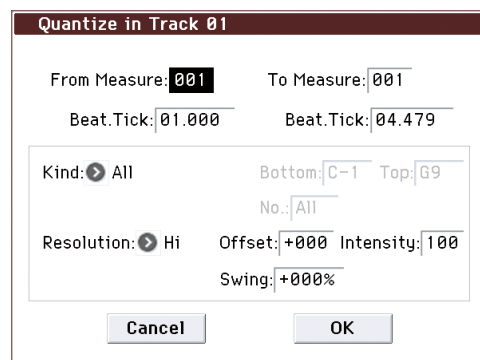 Quantize in Track 01
From Measure: 001 To Measure: 001
Beat.Tick: 01.000 Beat.Tick: 04.479
Kind: All Bottom: C-1 Top: G9
No.: All
Resolution: Hi Offset: +000 Intensity: 100
Swing: +000%
Cancel OK